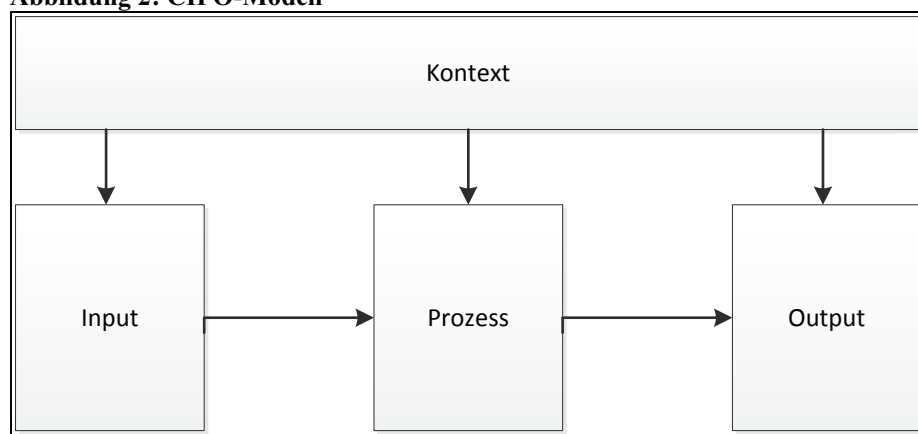 Abbildung 2: CIPO-Modell
Kontext
Input
Prozess
Output